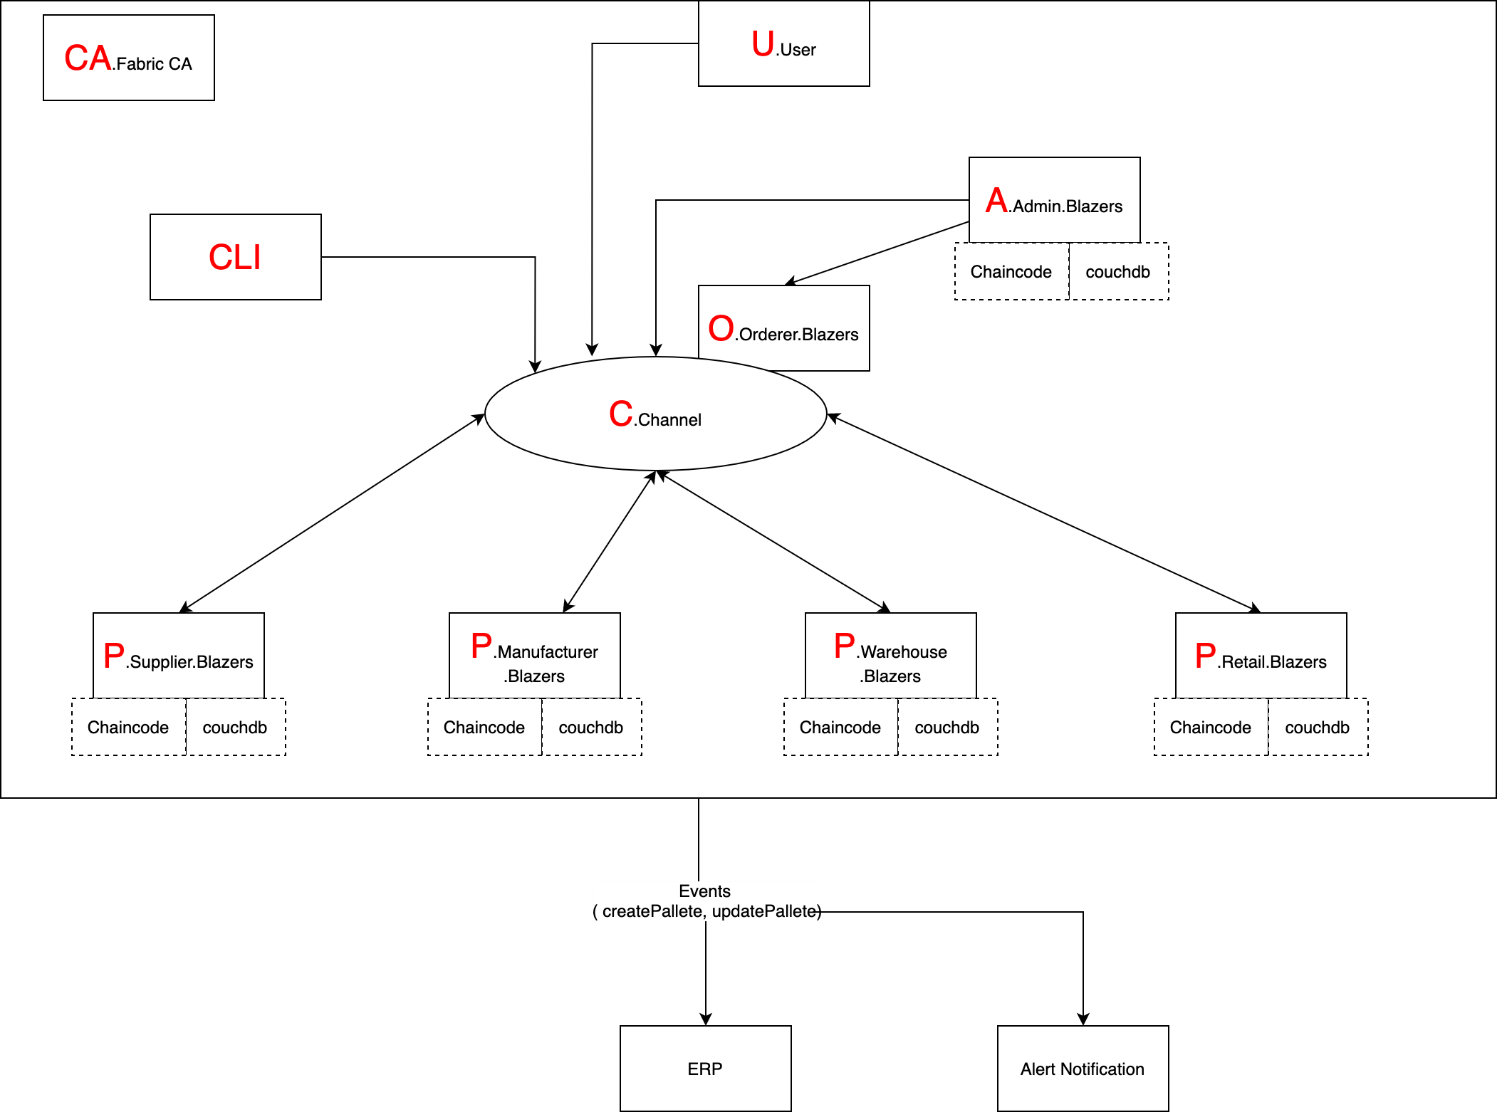 CA.Fabric CA
U.User
A.Admin.Blazers
CLI
Chaincode
couchdb
O.Orderer.Blazers
C.Channel
P.Supplier.Blazers
P.Manufacturer
.Blazers
P.Warehouse
.Blazers
P.Retail.Blazers
Chaincode
couchdb
Chaincode
couchdb
Chaincode
couchdb
Chaincode
couchdb
Events
( createPallete, updatePallete)
ERP
Alert Notification